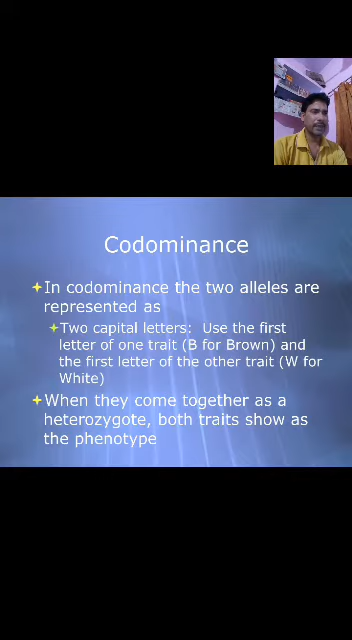 Codominance
In codominance the two alleles are
represented as
Two capital letters: Use the first
letter of one trait (B for Brown) and
the first letter of the other trait (W for
White)
When they come together as a
heterozygote, both traits show as
the phenotype